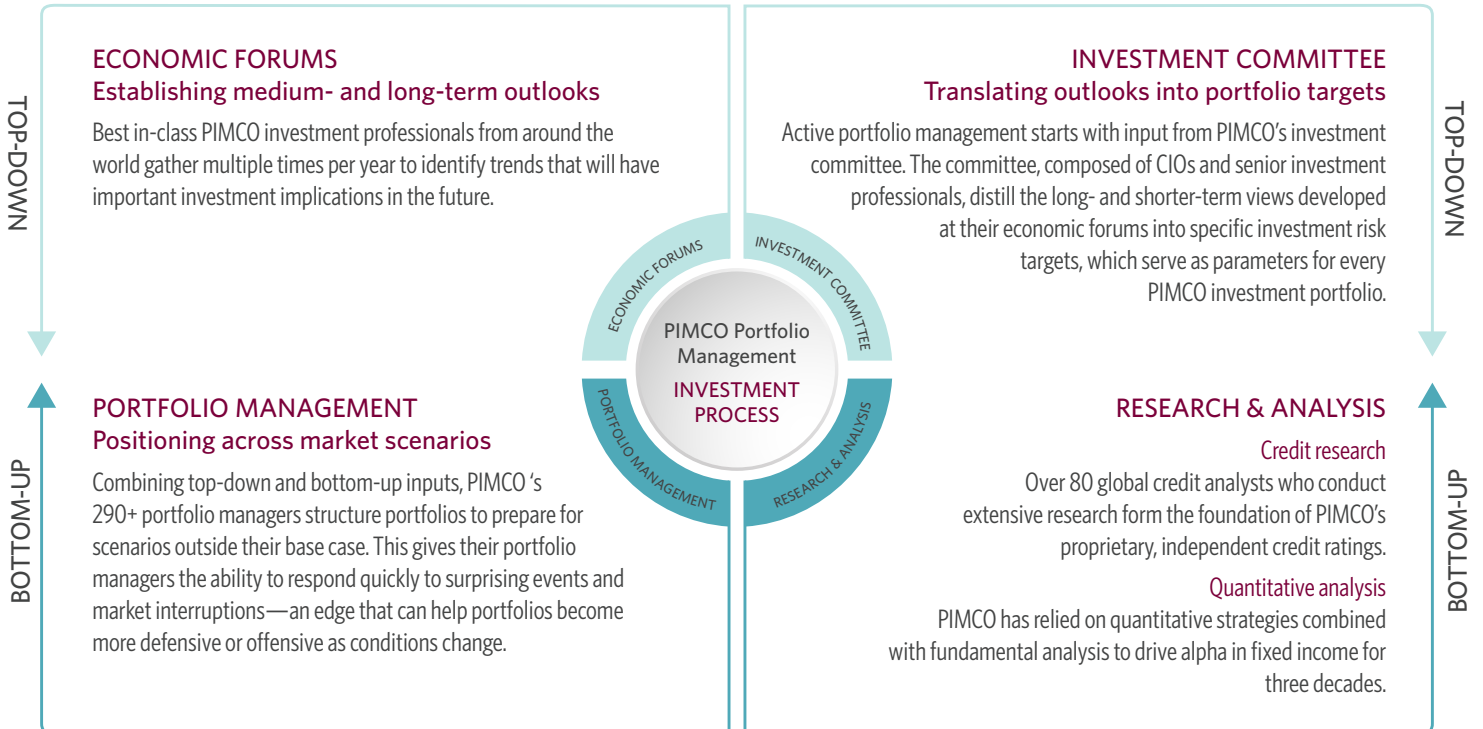 TOP-DOWN
ECONOMIC FORUMS
Establishing medium- and long-term outlooks
Best in-class PIMCO investment professionals from around the
world gather multiple times per year to identify trends that will have
important investment implications in the future.
INVESTMENT COMMITTEE
Translating outlooks into portfolio targets
Active portfolio management starts with input from PIMCO’s investment
committee. The committee, composed of CIOs and senior investment
professionals, distill the long- and shorter-term views developed
at their economic forums into specific investment risk
targets, which serve as parameters for every
PIMCO investment portfolio.
TOP-DOWN
ECONOMIC FORUMS
INVESTMENT COMMITTEE
PIMCO Portfolio
Management
INVESTMENT
PROCESS
PORTFOLIO MANAGEMENT
RESEARCH & ANALYSIS
BOTTOM-UP
PORTFOLIO MANAGEMENT
Positioning across market scenarios
Combining top-down and bottom-up inputs, PIMCO ‘s
290+ portfolio managers structure portfolios to prepare for
scenarios outside their base case. This gives their portfolio
managers the ability to respond quickly to surprising events and
market interruptions—an edge that can help portfolios become
more defensive or offensive as conditions change.
RESEARCH & ANALYSIS
Credit research
Over 80 global credit analysts who conduct
extensive research form the foundation of PIMCO’s
proprietary, independent credit ratings.
Quantitative analysis
PIMCO has relied on quantitative strategies combined
with fundamental analysis to drive alpha in fixed income for
three decades.
BOTTOM-UP